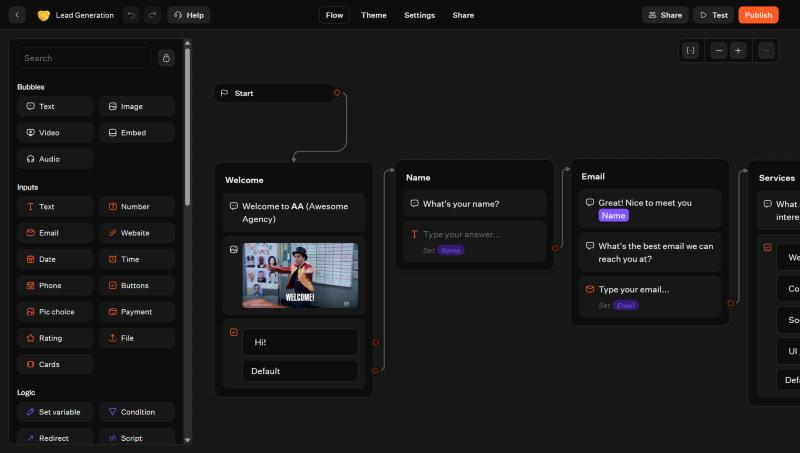 Lead Generation
Help
Flow
Theme
Settings
Share
Share
Test
Publish
Search
Bubbles
Text
Image
Video
Embed
Audio
Inputs
Text
Number
Email
Website
Date
Time
Phone
Buttons
Pic choice
Payment
Rating
File
Cards
Logic
Set variable
Condition
Redirect
Script
Start
Welcome
Welcome to AA (Awesome
Agency)
WELCOME!
Hi!
Default
Name
What's your name?
Type your answer...
Set Name
Email
Great! Nice to meet you
Name
What's the best email we can
reach you at?
Type your email...
Set Email
Services
What